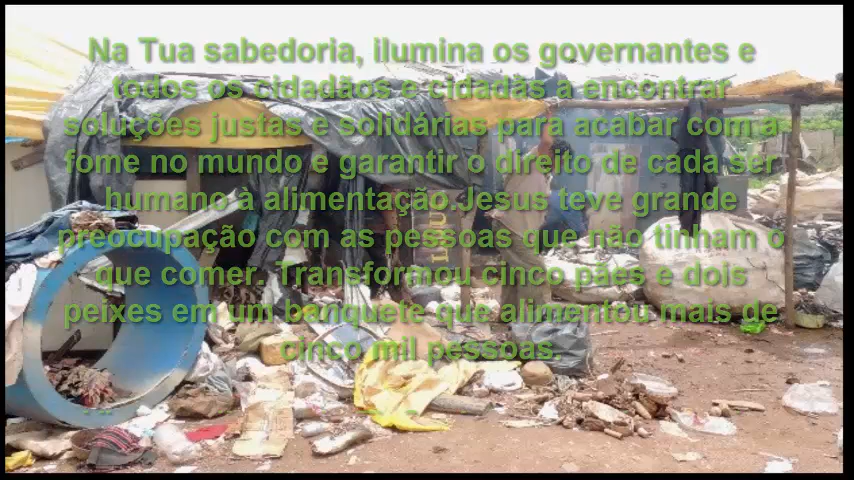 Na Tua sabedoria, ilumina os governantes e
todos os cidadãos e cidadãs a encontrar
soluções justas e solidárias para acabar com a
fome no mundo e garantir o direito de cada ser
humano à alimentação.Jesus teve grande
preocupação com as pessoas que não tinham o
que comer. Transformou cinco pães e dois
peixes em um banquete que alimentou mais de
cinco mil pessoas.